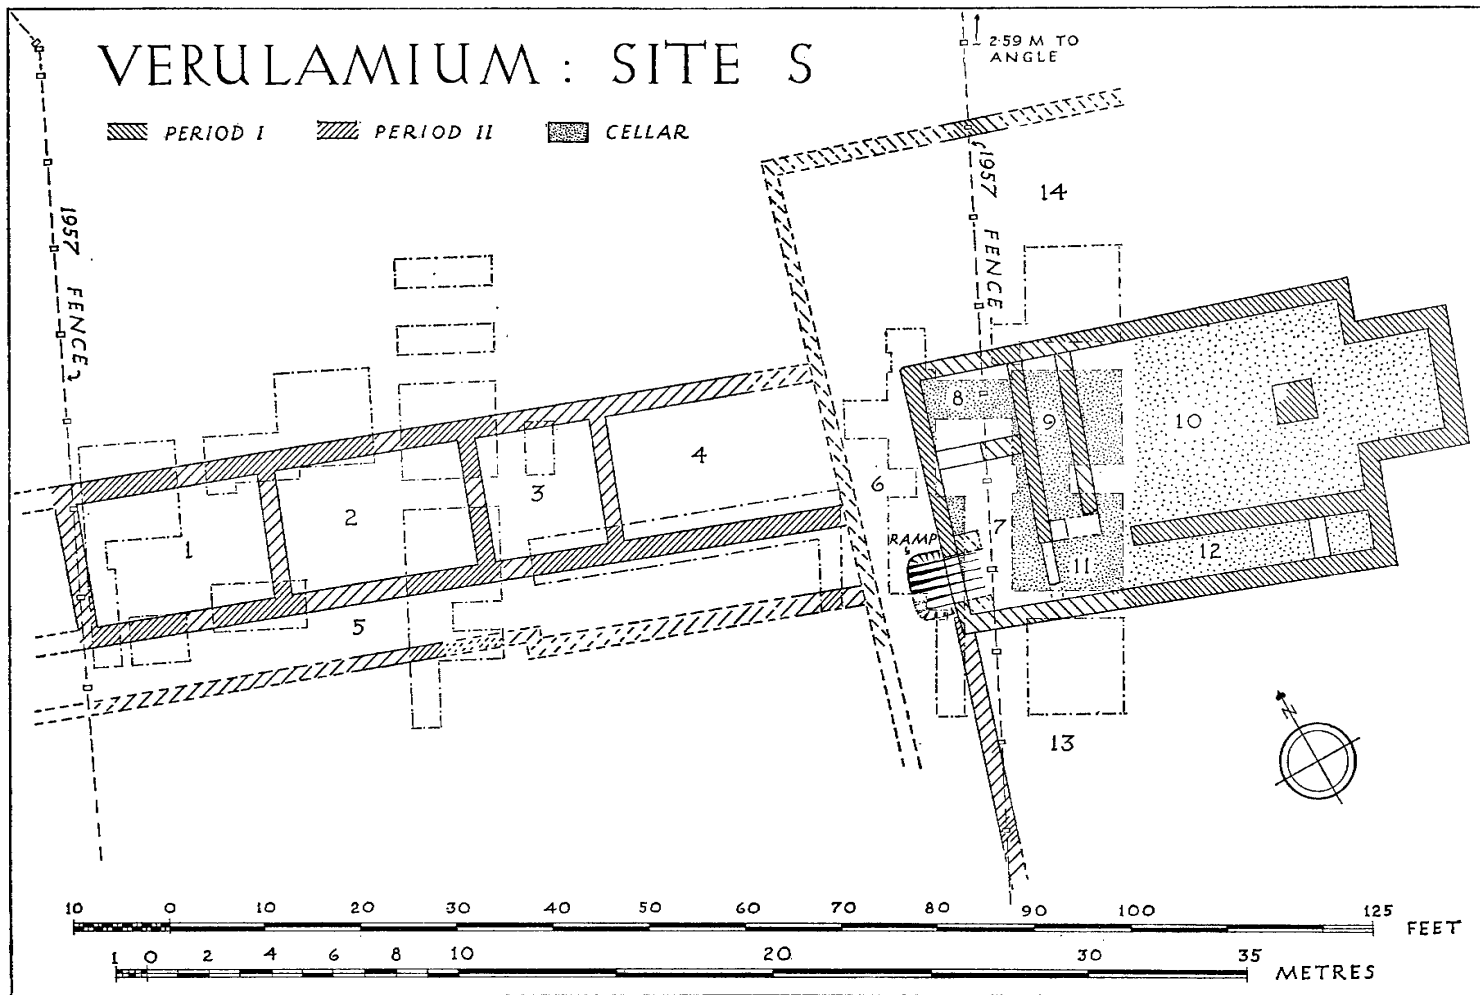 VERULAMIUM : SITE S
PERIOD I
PERIOD II
CELLAR
2·59 M TO
ANGLE
1957 FENCE
1957 FENCE
14
8
9
10
4
3
2
1
6
7
RAMP
11
12
5
13
N
10 0 10 20 30 40 50 60 70 80 90 100 125 FEET
1 0 2 4 6 8 10 20 30 35 METRES